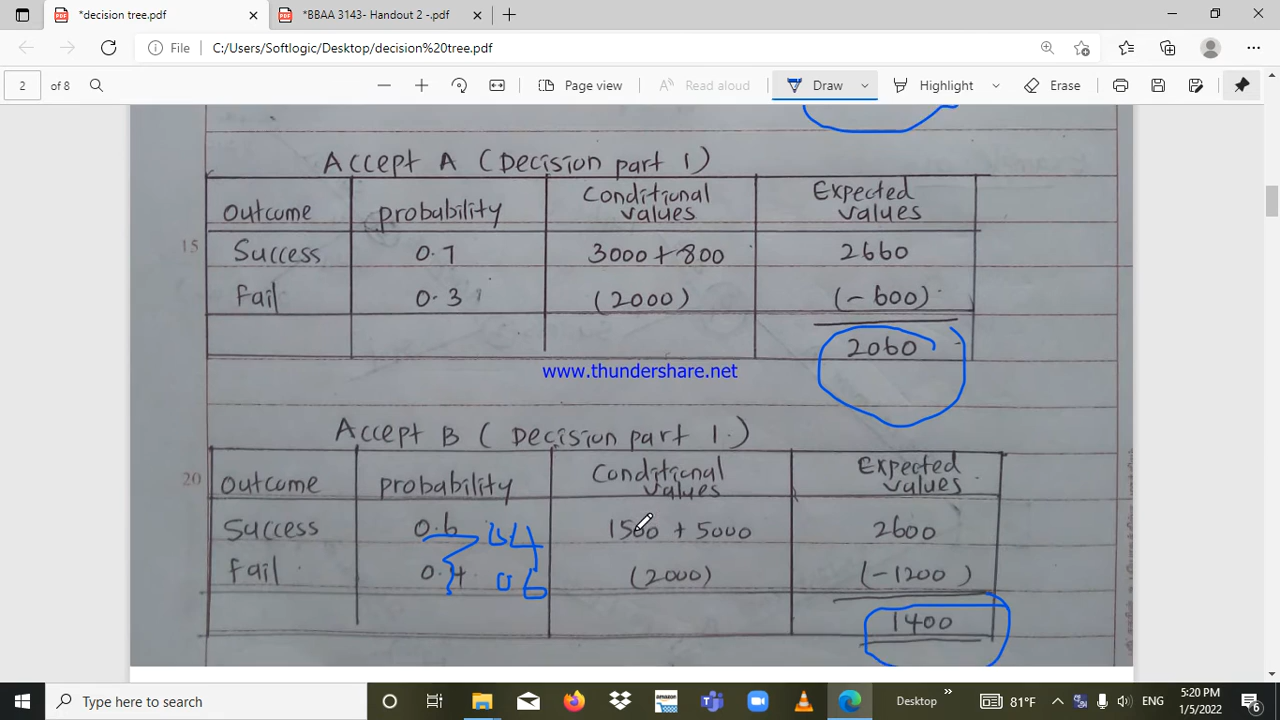 *decision tree.pdf
*BBAA 3143- Handout 2 -.pdf
File C:/Users/Softlogic/Desktop/decision%20tree.pdf
2 of 8 Page view Read aloud Draw Highlight Erase
Accept A (Decision part 1)
Outcome probability Conditional values Expected values
15 Success 0.7 3000 + 800 2660
Fail 0.3 (2000) (-600)
2060
www.thundershare.net
Accept B ( Decision part 1.)
20 Outcome probability Conditional values Expected values
Success 0.6 04 1500 + 5000 2600
Fail 0.4 06 (2000) (-1200)
1400
Type here to search amazon Desktop 81°F ENG 5:20 PM
1/5/2022 6